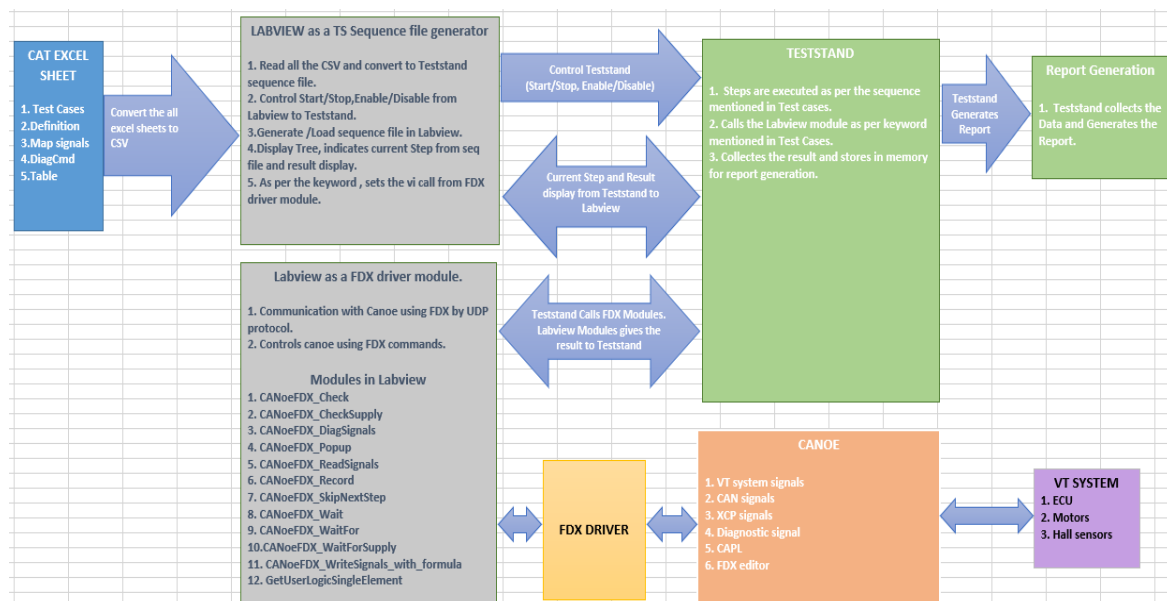 CAT EXCEL
SHEET
1. Test Cases
2.Definition
3.Map signals
4.DiagCmd
5.Table
Convert the all
excel sheets to
CSV
LABVIEW as a TS Sequence file generator
1. Read all the CSV and convert to Teststand
sequence file.
2. Control Start/Stop,Enable/Disable from
Labview to Teststand.
3.Generate /Load sequence file in Labview.
4.Display Tree, indicates current Step from seq
file and result display.
5. As per the keyword , sets the vi call from FDX
driver module.
Control Teststand
(Start/Stop, Enable/Disable)
Current Step and Result
display from Teststand to
Labview
TESTSTAND
1. Steps are executed as per the sequence
mentioned in Test cases.
2. Calls the Labview module as per keyword
mentioned in Test Cases.
3. Collects the result and stores in memory
for report generation.
Teststand
Generates
Report
Report Generation
1. Teststand collects the
Data and Generates the
Report.
Labview as a FDX driver module.
1. Communication with Canoe using FDX by UDP
protocol.
2. Controls canoe using FDX commands.
Modules in Labview
1. CANoeFDX_Check
2. CANoeFDX_CheckSupply
3. CANoeFDX_DiagSignals
4. CANoeFDX_Popup
5. CANoeFDX_ReadSignals
6. CANoeFDX_Record
7. CANoeFDX_SkipNextStep
8. CANoeFDX_Wait
9. CANoeFDX_WaitFor
10.CANoeFDX_WaitForSupply
11. CANoeFDX_WriteSignals_with_formula
12. GetUserLogicSingleElement
Teststand Calls FDX Modules.
Labview Modules gives the
result to Teststand
FDX DRIVER
CANOE
1. VT system signals
2. CAN signals
3. XCP signals
4. Diagnostic signal
5. CAPL
6. FDX editor
VT SYSTEM
1. ECU
2. Motors
3. Hall sensors